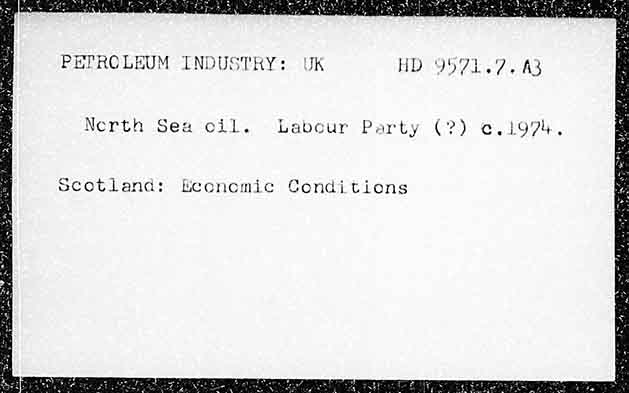 PETROLEUM INDUSTRY: UK HD 9571.7.A3
North Sea oil. Labour Party (?) c.1974.
Scotland: Economic Conditions